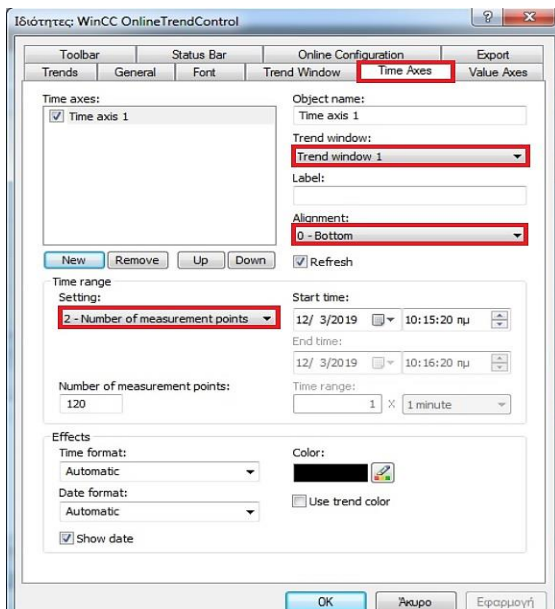 Ιδιότητες: WinCC OnlineTrendControl
Toolbar Status Bar Online Configuration Export
Trends General Font Trend Window Time Axes Value Axes
Time axes:
Time axis 1
New Remove Up Down
Object name:
Time axis 1
Trend window:
Trend window 1
Label:
Alignment:
0 - Bottom
Refresh
Time range
Setting:
2 - Number of measurement points
Number of measurement points:
120
Start time:
12/ 3/2019 10:15:20 πμ
End time:
12/ 3/2019 10:16:20 πμ
Time range:
1 X 1 minute
Effects
Time format:
Automatic
Date format:
Automatic
Show date
Color:
Use trend color
OK Άκυρο Εφαρμογή